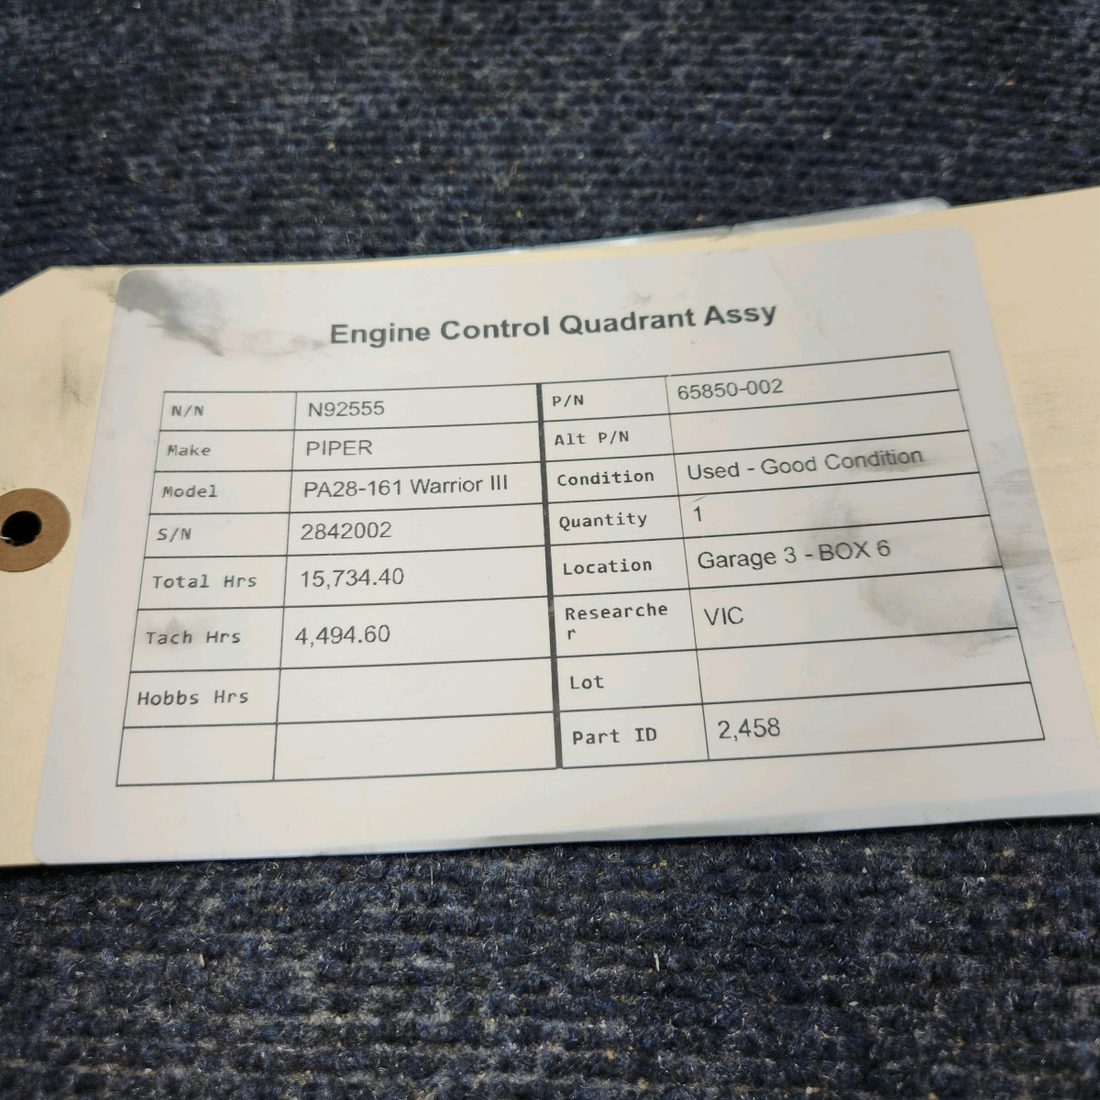 Engine Control Quadrant Assy
N/N N92555 P/N 65850-002
Make PIPER Alt P/N
Model PA28-161 Warrior III Condition Used - Good Condition
S/N 2842002 Quantity 1
Total Hrs 15,734.40 Location Garage 3 - BOX 6
Tach Hrs 4,494.60 Researche
r VIC
Hobbs Hrs Lot
Part ID 2,458